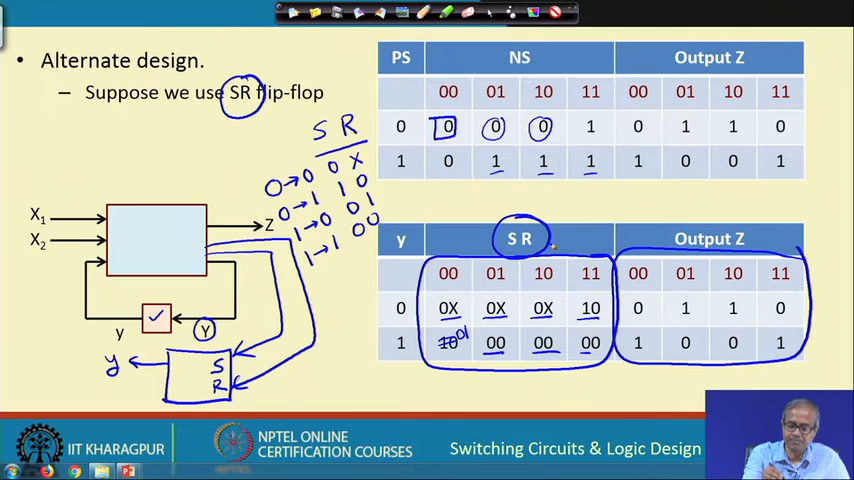 • Alternate design.
– Suppose we use SR flip-flop
S R
0→0 0 X
0→1 1 0
1→0 0 1
1→1 0 0
X1
X2
Z
y
Y
y
S
R
PS NS Output Z
00 01 10 11 00 01 10 11
0 0 0 0 1 0 1 1 0
1 0 1 1 1 1 0 0 1
y S R Output Z
00 01 10 11 00 01 10 11
0 0X 0X 0X 10 0 1 1 0
1 10 01 00 00 00 1 0 0 1
IIT KHARAGPUR
NPTEL ONLINE
CERTIFICATION COURSES
Switching Circuits & Logic Design